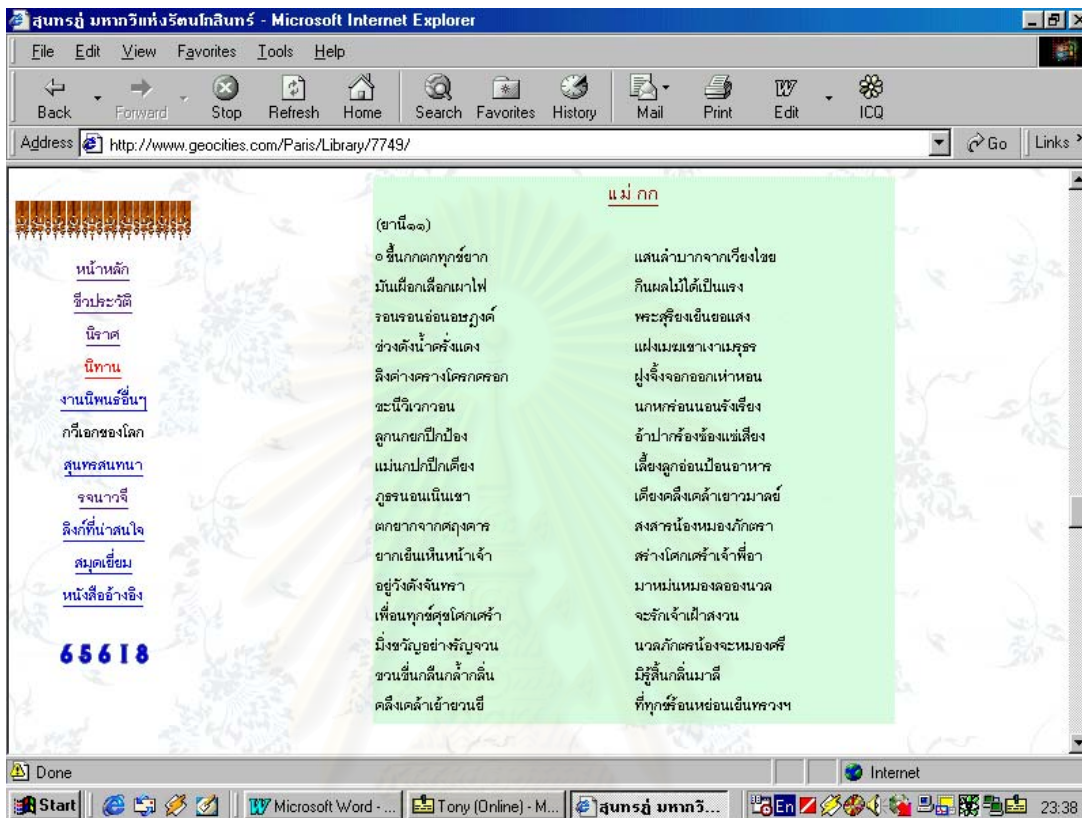 สุนทรภู่ มหากวีแห่งรัตนโกสินทร์ - Microsoft Internet Explorer
File Edit View Favorites Tools Help
Back Forward Stop Refresh Home Search Favorites History Mail Print Edit ICQ
Address http://www.geocities.com/Paris/Library/7749/ Go Links
หน้าหลัก
ชีวประวัติ
นิราศ
นิทาน
งานนิพนธ์อื่นๆ
กวีเอกของโลก
สุนทรสนทนา
รจนาวจี
ลิงก์ที่น่าสนใจ
สมุดเยี่ยม
หนังสืออ้างอิง
65618
แม่ กก
(ยานี๑๑)
๏ ขึ้นกกตกทุกข์ยาก แสนลำบากจากเวียงไชย
มันเผือกเลือกเผาไฟ กินผลไม้ได้เป็นแรง
รอนรอนอ่อนอษฎงค์ พระสุริยงเย็นยอแสง
ช่วงดังน้ำครั่งแดง แฝงเมฆเขาเงาเมรุธร
ลิงค่างครางโครกครอก ฝูงจิ้งจอกออกเห่าหอน
ชะนีวิเวกวอน นกหกร่อนนอนรังเรียง
ลูกนกยกปีกป้อง อ้าปากร้องซ้องแซ่เสียง
แม่นกปกปีกเคียง เลี้ยงลูกอ่อนป้อนอาหาร
ภูธรนอนเนินเขา เคียงคลึงเคล้าเยาวมาลย์
ตกยากจากศฤงคาร สงสารน้องหมองภักตรา
ยากเย็นเห็นหน้าเจ้า สร่างโศกเศร้าเจ้าพี่อา
อยู่วังดังจันทรา มาหม่นหมองลอองนวล
เพื่อนทุกข์ศุขโศกเศร้า จะรักเจ้าเฝ้าสงวน
มิ่งขวัญอย่ารัญจวน นวลภักตรน้องจะหมองศรี
ชวนชื่นกลืนกล้ำกลิ่น มิรู้สิ้นกลิ่นมาลี
คลึงเคล้าเย้ายวนยี ที่ทุกข์ร้อนหย่อนเย็นทรวงฯ
Done Internet
Start Microsoft Word - ... Tony (Online) - M... สุนทรภู่ มหากวี... En 23:38